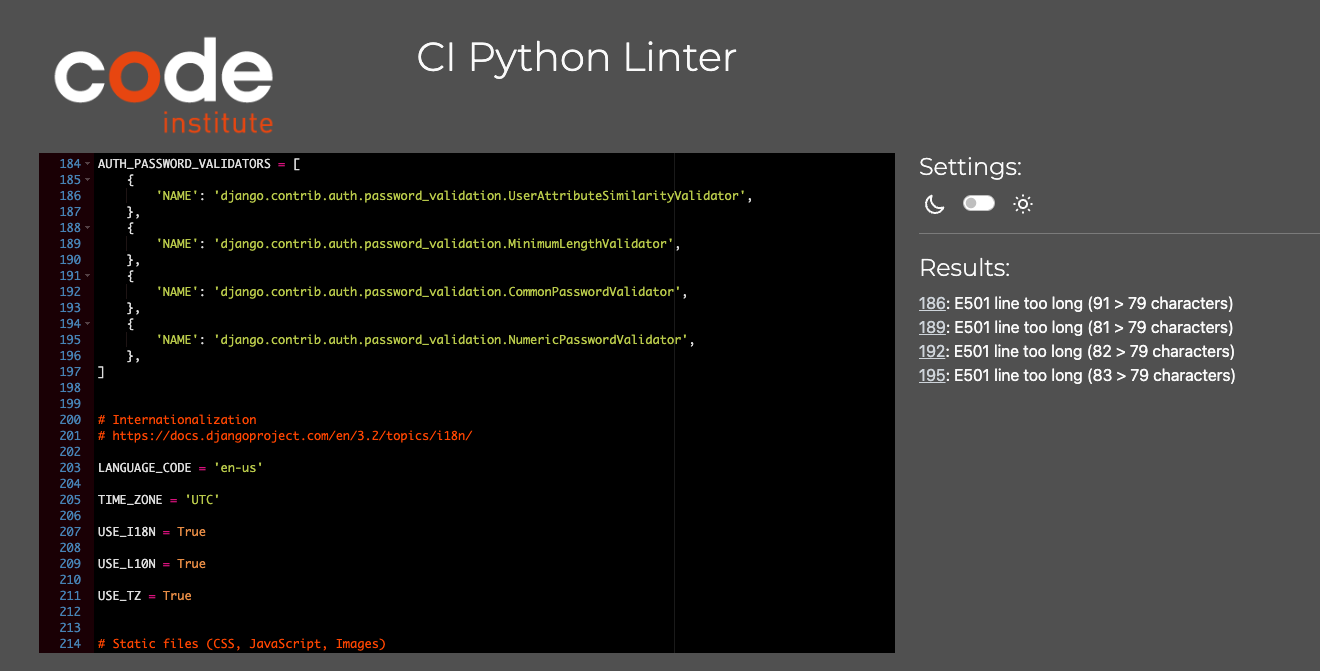 code
institute
CI Python Linter
184 AUTH_PASSWORD_VALIDATORS = [
185     {
186         'NAME': 'django.contrib.auth.password_validation.UserAttributeSimilarityValidator',
187     },
188     {
189         'NAME': 'django.contrib.auth.password_validation.MinimumLengthValidator',
190     },
191     {
192         'NAME': 'django.contrib.auth.password_validation.CommonPasswordValidator',
193     },
194     {
195         'NAME': 'django.contrib.auth.password_validation.NumericPasswordValidator',
196     },
197 ]
198
199
200 # Internationalization
201 # https://docs.djangoproject.com/en/3.2/topics/i18n/
202
203 LANGUAGE_CODE = 'en-us'
204
205 TIME_ZONE = 'UTC'
206
207 USE_I18N = True
208
209 USE_L10N = True
210
211 USE_TZ = True
212
213
214 # Static files (CSS, JavaScript, Images)
Settings:
Results:
186: E501 line too long (91 > 79 characters)
189: E501 line too long (81 > 79 characters)
192: E501 line too long (82 > 79 characters)
195: E501 line too long (83 > 79 characters)